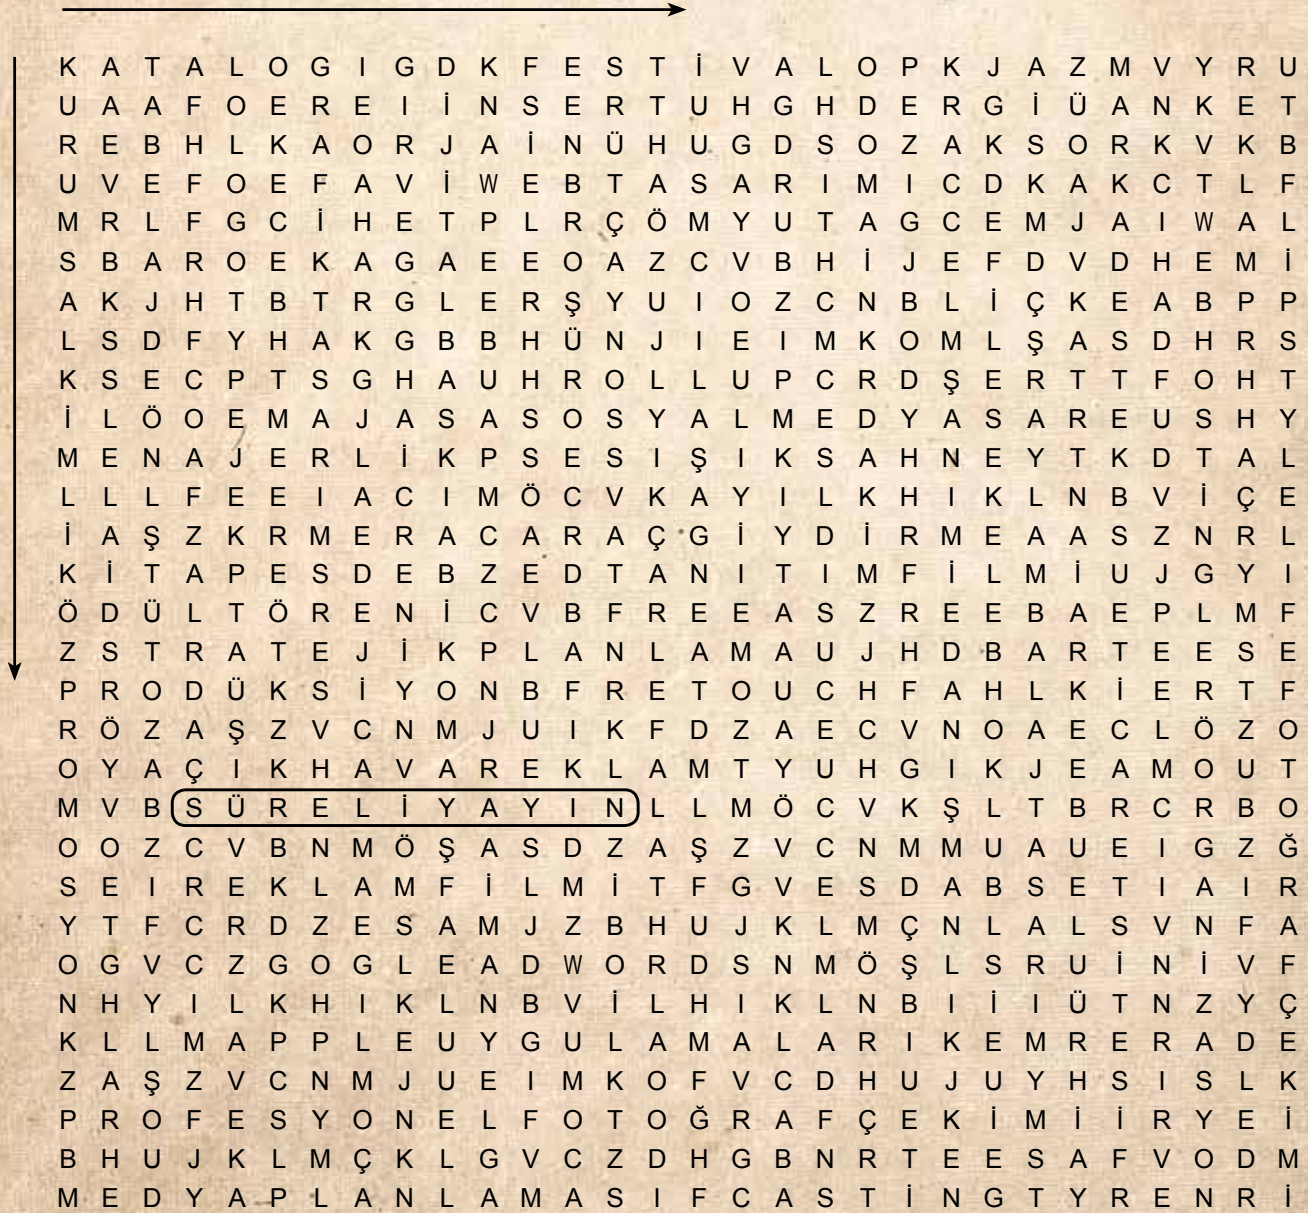 K A T A L O G I G D K F E S T İ V A L O P K J A Z M V Y R U
U A A F O E R E I İ N S E R T U H G H D E R G İ Ü A N K E T
R E B H L K A O R J A İ N Ü H U G D S O Z A K S O R K V K B
U V E F O E F A V İ W E B T A S A R I M I C D K A K C T L F
M R L F G C İ H E T P L R Ç Ö M Y U T A G C E M J A I W A L
S B A R O E K A G A E E O A Z C V B H İ J E F D V D H E M İ
A K J H T B T R G L E R Ş Y U I O Z C N B L İ Ç K E A B P P
L S D F Y H A K G B B H Ü N J I E I M K O M L Ş A S D H R S
K S E C P T S G H A U H R O L L U P C R D Ş E R T T F O H T
İ L Ö O E M A J A S A S O S Y A L M E D Y A S A R E U S H Y
M E N A J E R L İ K P S E S I Ş I K S A H N E Y T K D T A L
L L L F E E I A C I M Ö C V K A Y I L K H I K L N B V İ Ç E
İ A Ş Z K R M E R A C A R A Ç G İ Y D İ R M E A A S Z N R L
K İ T A P E S D E B Z E D T A N I T I M F İ L M İ U J G Y I
Ö D Ü L T Ö R E N İ C V B F R E E A S Z R E E B A E P L M F
Z S T R A T E J İ K P L A N L A M A U J H D B A R T E E S E
P R O D Ü K S İ Y O N B F R E T O U C H F A H L K İ E R T F
R Ö Z A Ş Z V C N M J U I K F D Z A E C V N O A E C L Ö Z O
O Y A Ç I K H A V A R E K L A M T Y U H G I K J E A M O U T
M V B S Ü R E L İ Y A Y I N L L M Ö C V K Ş L T B R C R B O
O O Z C V B N M Ö Ş A S D Z A Ş Z V C N M M U A U E I G Z Ğ
S E I R E K L A M F İ L M İ T F G V E S D A B S E T I A I R
Y T F C R D Z E S A M J Z B H U J K L M Ç N L A L S V N F A
O G V C Z G O G L E A D W O R D S N M Ö Ş L S R U İ N İ V F
N H Y I L K H I K L N B V İ L H I K L N B I İ I Ü T N Z Y Ç
K L L M A P P L E U Y G U L A M A L A R I K E M R E R A D E
Z A Ş Z V C N M J U E I M K O F V C D H U J U Y H S I S L K
P R O F E S Y O N E L F O T O Ğ R A F Ç E K İ M İ İ R Y E İ
B H U J K L M Ç K L G V C Z D H G B N R T E E S A F V O D M
M E D Y A P L A N L A M A S I F C A S T İ N G T Y R E N R İ